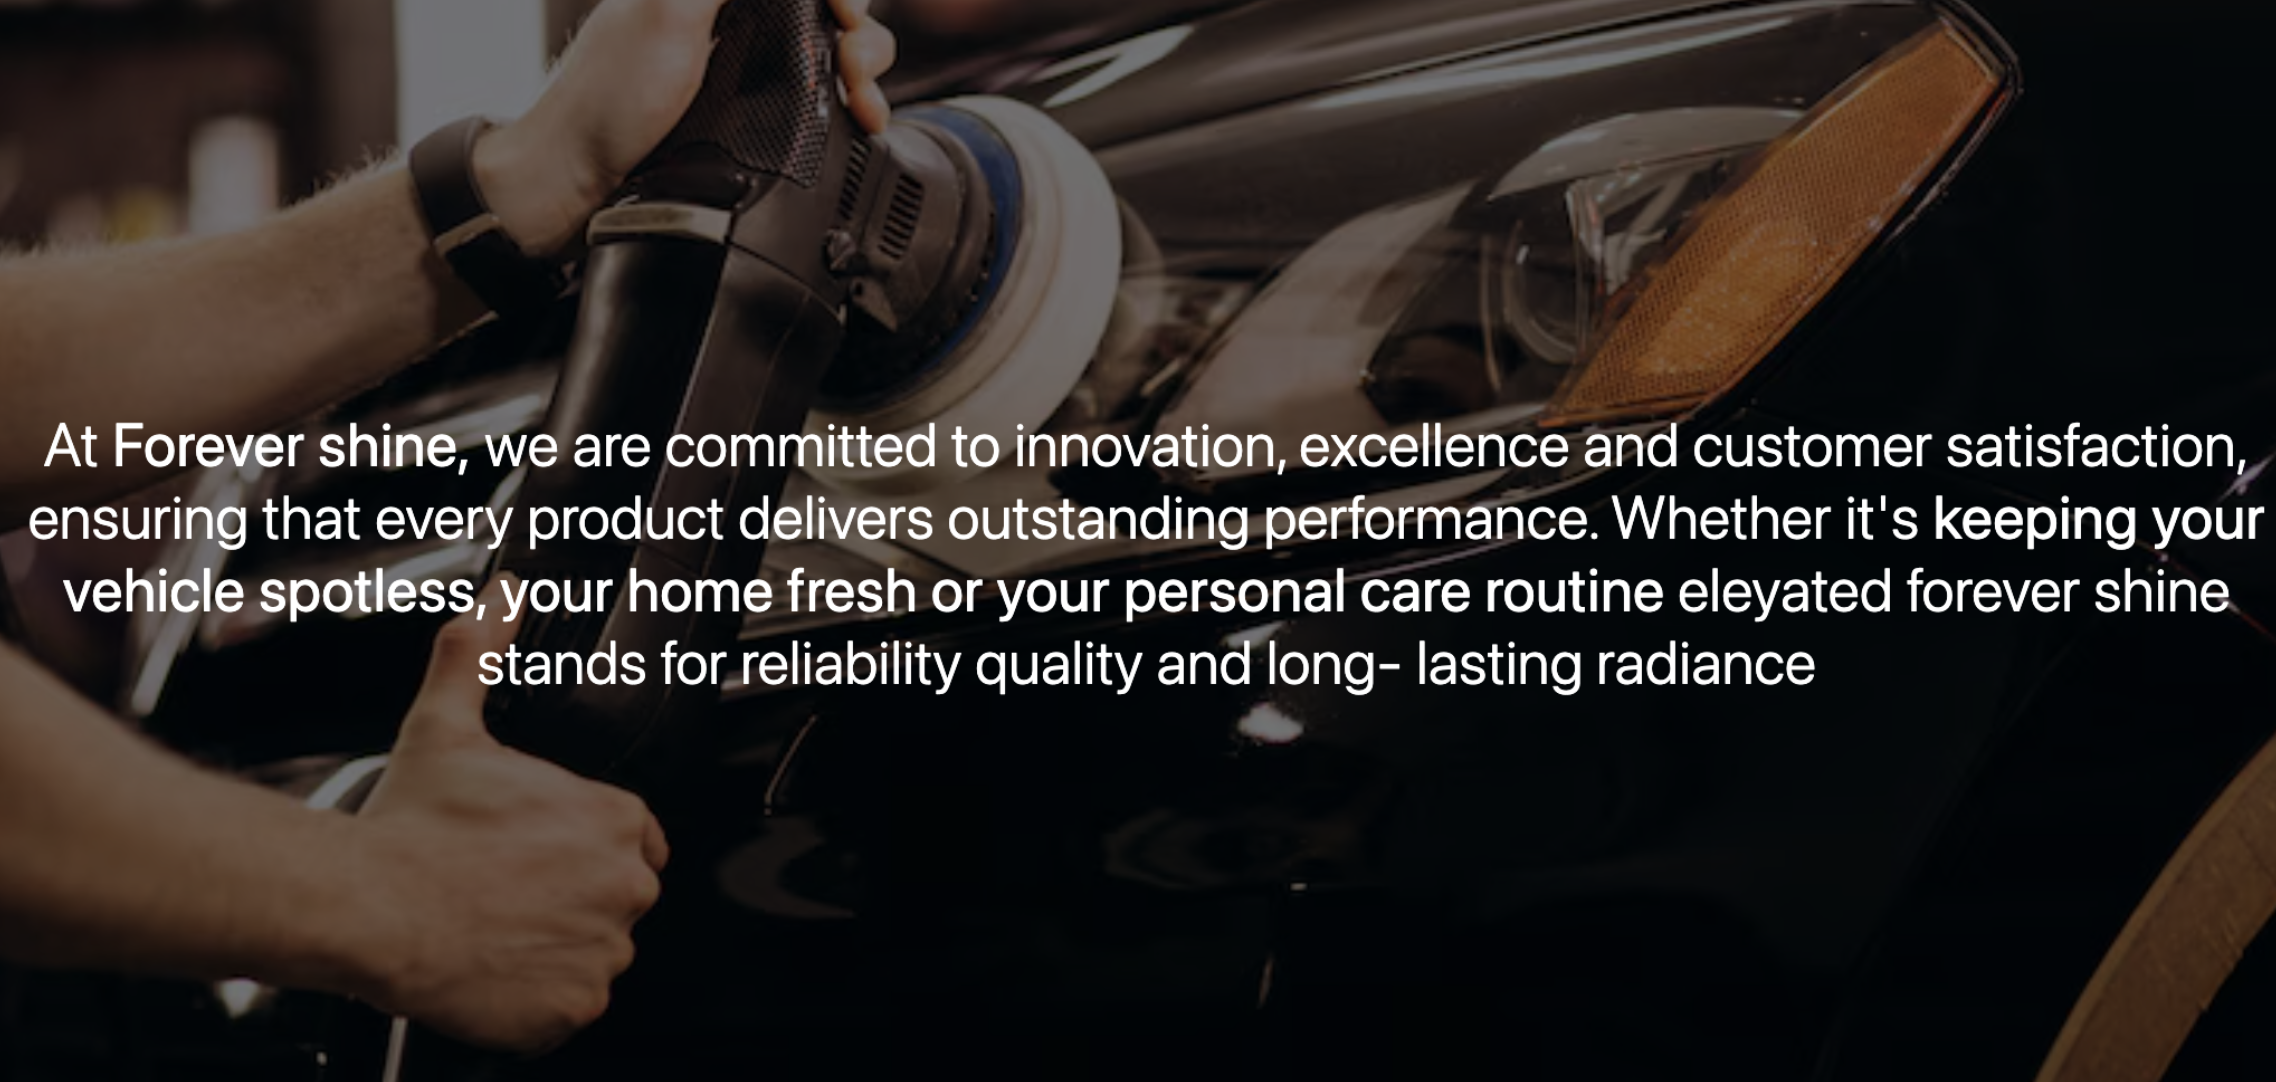 At Forever shine, we are committed to innovation, excellence and customer satisfaction,
ensuring that every product delivers outstanding performance. Whether it's keeping your
vehicle spotless, your home fresh or your personal care routine eleyated forever shine
stands for reliability quality and long- lasting radiance